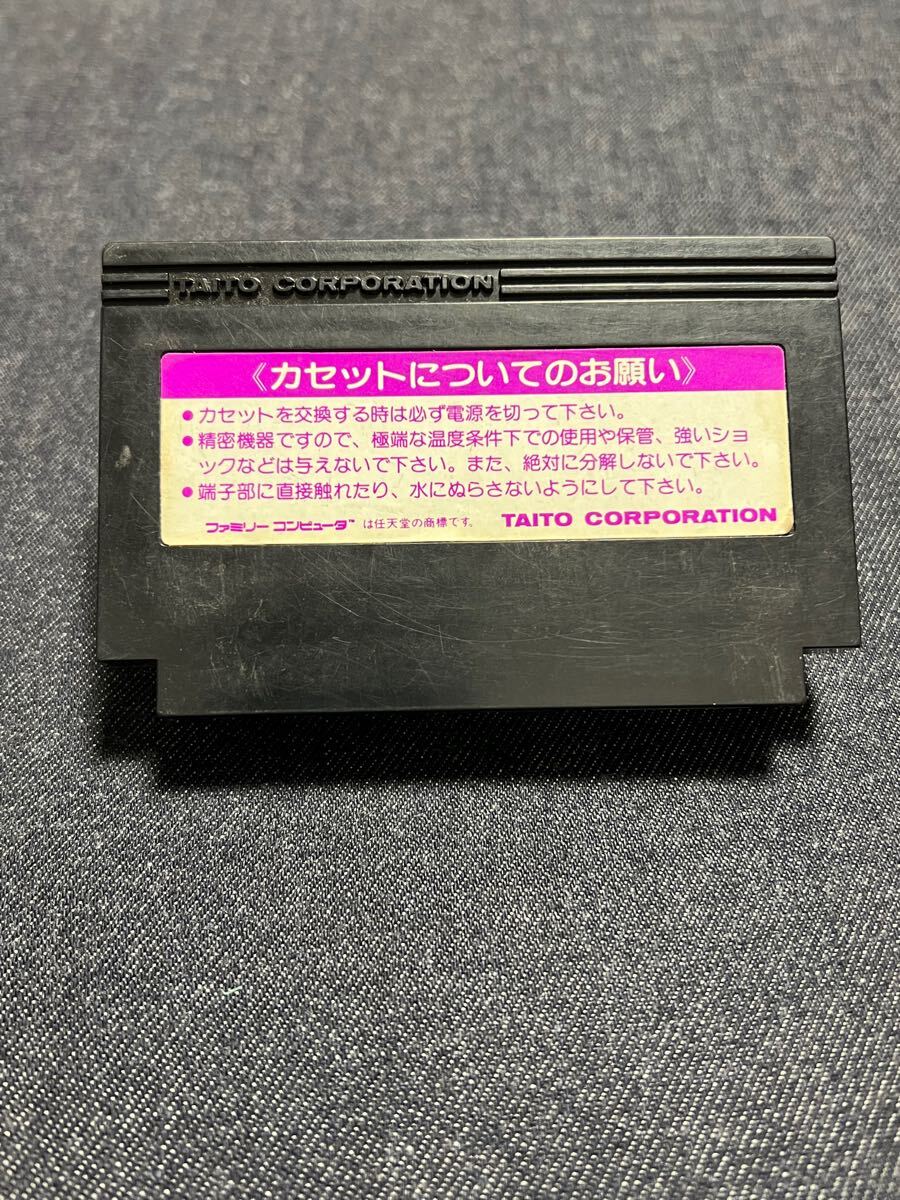 TAITO CORPORATION
《カセットについてのお願い》
●カセットを交換する時は必ず電源を切って下さい。
●精密機器ですので、極端な温度条件下での使用や保管、強いショ
ックなどは与えないで下さい。また、絶対に分解しないで下さい。
●端子部に直接触れたり、水にぬらさないようにして下さい。
ファミリー コンピュータ™ は任天堂の商標です。 TAITO CORPORATION